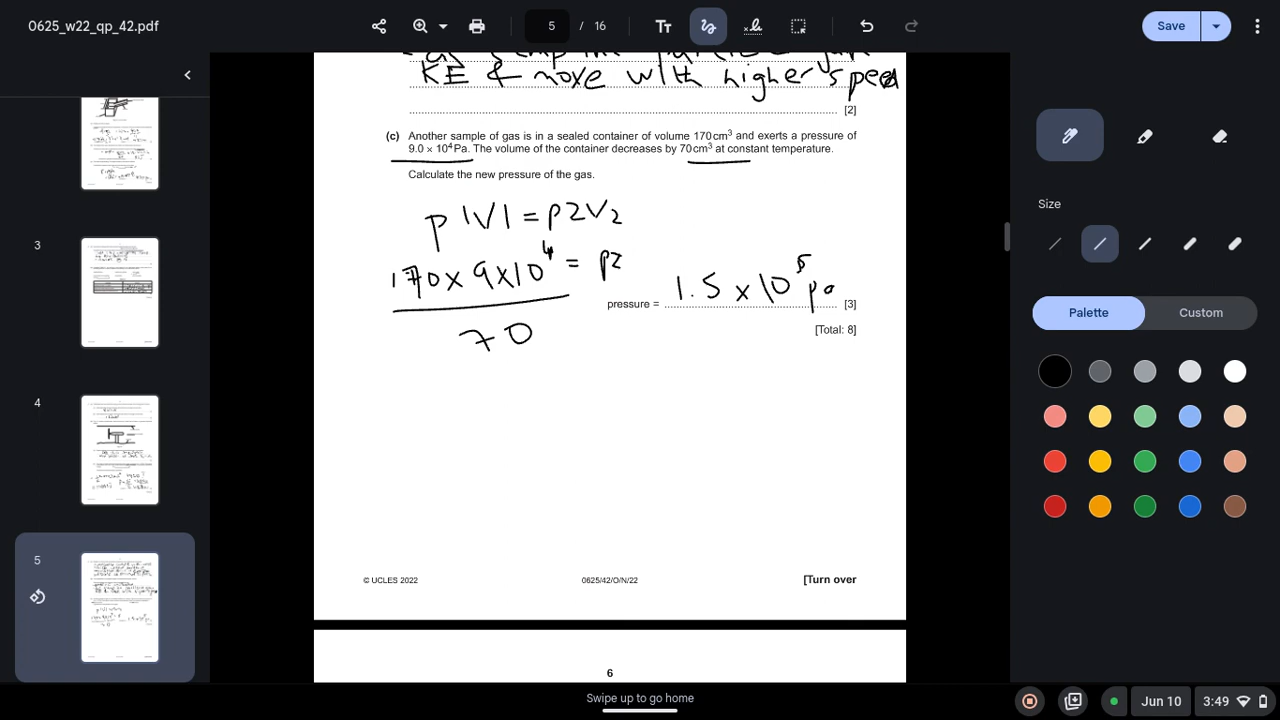 0625_w22_qp_42.pdf
5 / 16
Save
KE & move with higher speed
[2]
(c) Another sample of gas is in a sealed container of volume 170 cm³ and exerts a pressure of
9.0 × 10⁴ Pa. The volume of the container decreases by 70 cm³ at constant temperature.
Calculate the new pressure of the gas.
P1V1 = P2V2
170 × 9 × 10⁴ = P2
70
pressure = 1.5 × 10⁵ pa [3]
[Total: 8]
© UCLES 2022
0625/42/O/N/22
[Turn over
6
3
4
5
Size
Palette
Custom
Swipe up to go home
Jun 10
3:49